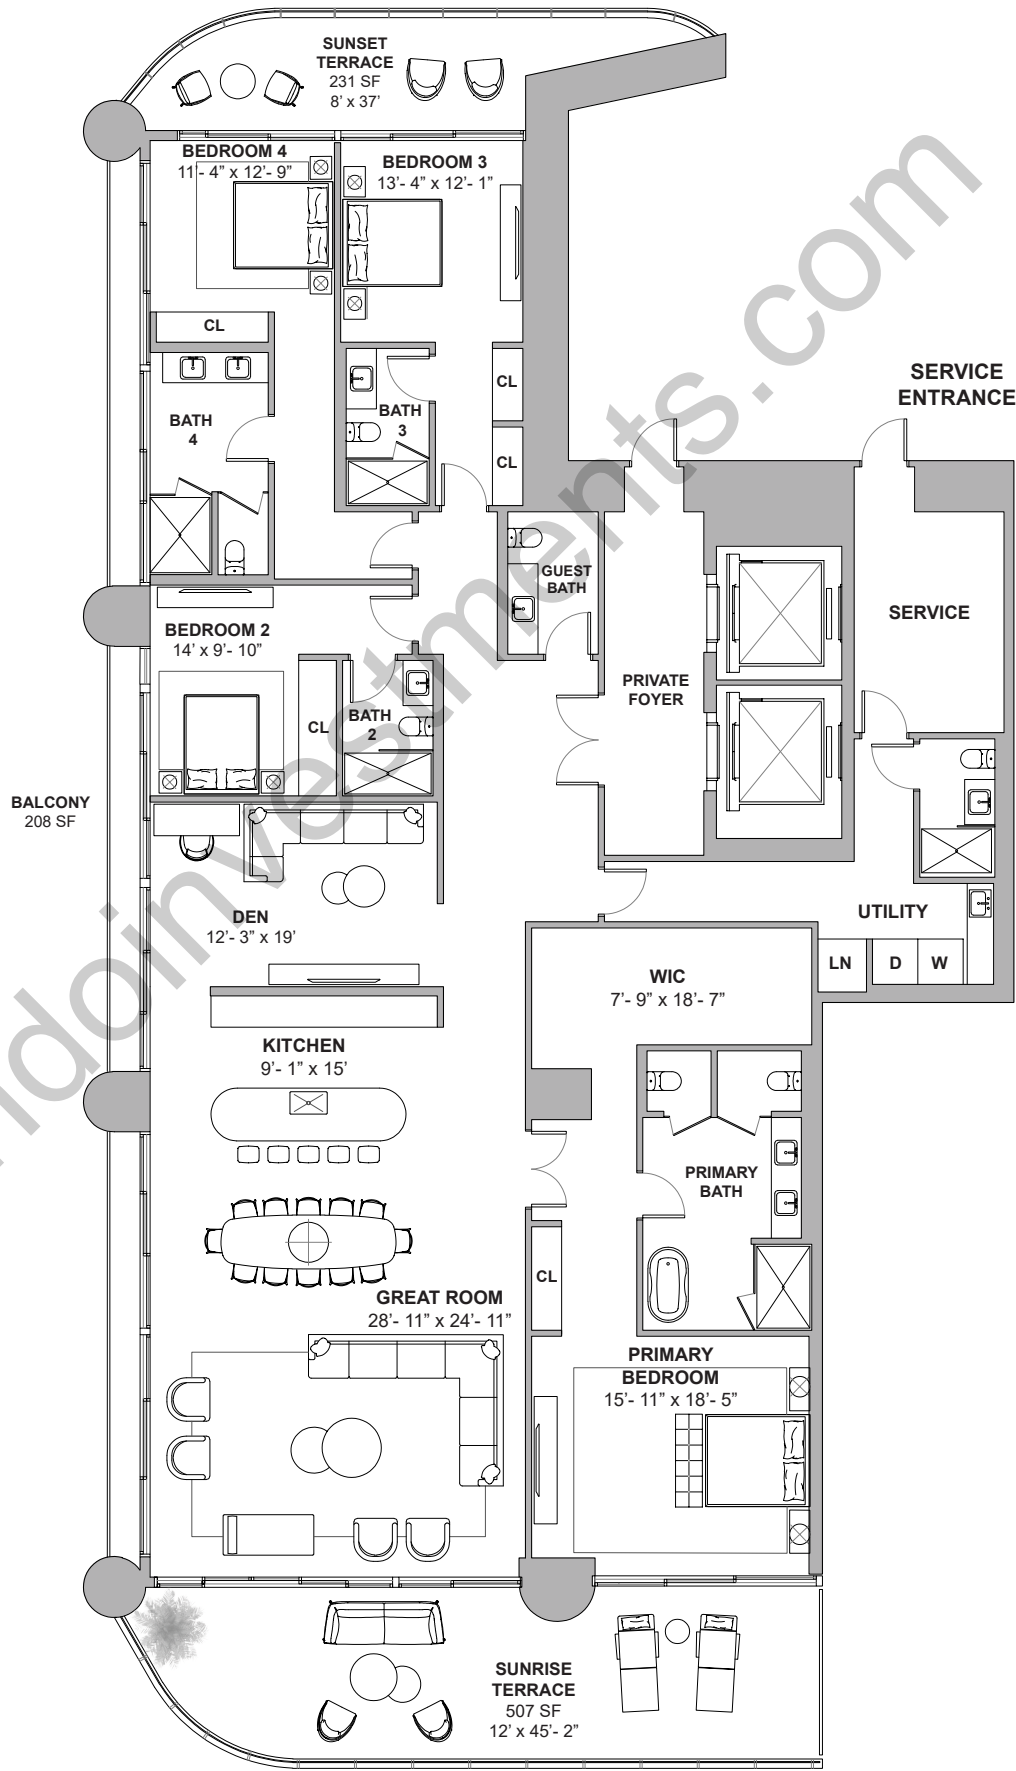 SUNSET
TERRACE
231 SF
8' x 37'
BEDROOM 4
11'- 4" x 12'- 9"
BEDROOM 3
13'- 4" x 12'- 1"
CL
CL
BATH
4
BATH
3
CL
SERVICE
ENTRANCE
GUEST
BATH
SERVICE
BEDROOM 2
14' x 9'- 10"
PRIVATE
FOYER
CL
BATH
2
BALCONY
208 SF
DEN
12'- 3" x 19'
UTILITY
LN
D
W
WIC
7'- 9" x 18'- 7"
KITCHEN
9'- 1" x 15'
PRIMARY
BATH
CL
GREAT ROOM
28'- 11" x 24'- 11"
PRIMARY
BEDROOM
15'- 11" x 18'- 5"
SUNRISE
TERRACE
507 SF
12' x 45'- 2"
ndoinvestments.com